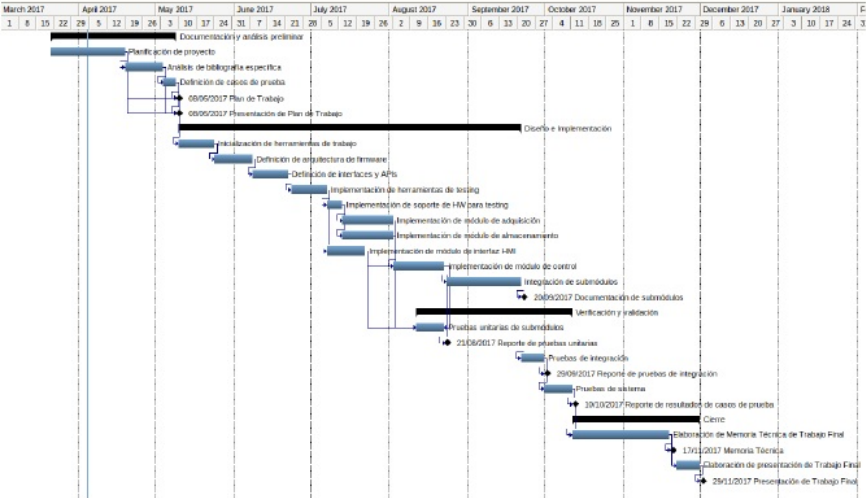 March 2017 April 2017 May 2017 June 2017 July 2017 August 2017 September 2017 October 2017 November 2017 December 2017 January 2018 F
1 8 15 22 29 5 12 19 26 3 10 17 24 31 7 14 21 28 5 12 19 26 2 9 16 23 30 6 13 20 27 4 11 18 25 1 8 15 22 29 6 13 20 27 3 10 17 24 31
Documentación y análisis preliminar
Planificación de proyecto
Análisis de bibliografía específica
Definición de casos de prueba
08/05/2017 Plan de Trabajo
08/05/2017 Presentación de Plan de Trabajo
Diseño e Implementación
Inicialización de herramientas de trabajo
Definición de arquitectura de firmware
Definición de interfaces y APIs
Implementación de herramientas de testing
Implementación de soporte de HW para testing
Implementación de módulo de adquisición
Implementación de módulo de almacenamiento
Implementación de módulo de interfaz HMI
Implementación de módulo de control
Integración de submódulos
20/09/2017 Documentación de submódulos
Verificación y validación
Pruebas unitarias de submódulos
21/08/2017 Reporte de pruebas unitarias
Pruebas de integración
29/09/2017 Reporte de pruebas de integración
Pruebas de sistema
10/10/2017 Reporte de resultados de casos de prueba
Cierre
Elaboración de Memoria Técnica de Trabajo Final
17/11/2017 Memoria Técnica
Elaboración de presentación de Trabajo Final
29/11/2017 Presentación de Trabajo Final